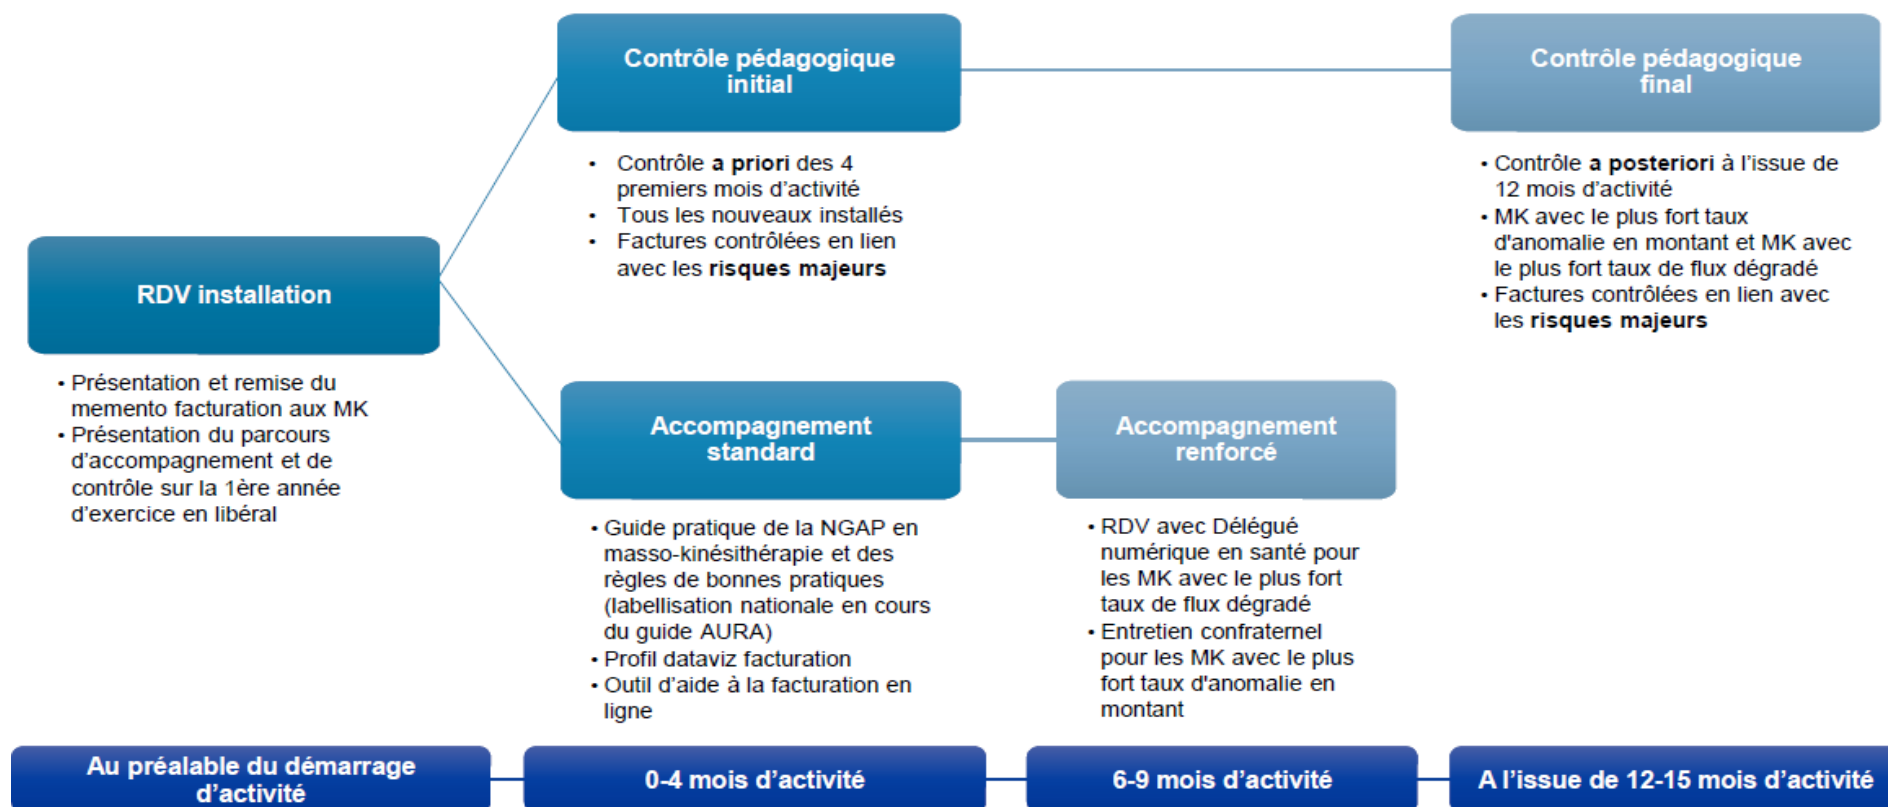 Contrôle pédagogique
initial
Contrôle pédagogique
final
• Contrôle a priori des 4
premiers mois d'activité
• Tous les nouveaux installés
• Factures contrôlées en lien
avec les risques majeurs
• Contrôle a posteriori à l'issue de
12 mois d'activité
• MK avec le plus fort taux
d'anomalie en montant et MK avec
le plus fort taux de flux dégradé
• Factures contrôlées en lien avec
les risques majeurs
RDV installation
• Présentation et remise du
memento facturation aux MK
• Présentation du parcours
d'accompagnement et de
contrôle sur la 1ère année
d'exercice en libéral
Accompagnement
standard
Accompagnement
renforcé
• Guide pratique de la NGAP en
masso-kinésithérapie et des
règles de bonnes pratiques
(labellisation nationale en cours
du guide AURA)
• Profil dataviz facturation
• Outil d'aide à la facturation en
ligne
• RDV avec Délégué
numérique en santé pour
les MK avec le plus fort
taux de flux dégradé
• Entretien confraternel
pour les MK avec le plus
fort taux d'anomalie en
montant
Au préalable du démarrage
d'activité
0-4 mois d'activité
6-9 mois d'activité
A l'issue de 12-15 mois d'activité